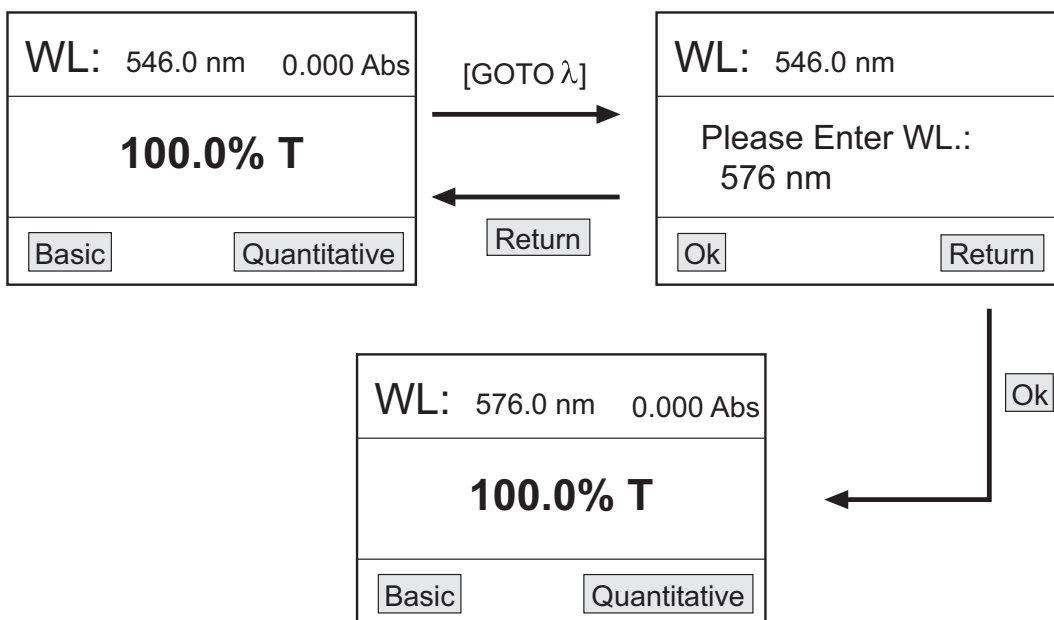 WL: 546.0 nm 0.000 Abs
100.0% T
Basic Quantitative
[GOTO λ]
Return
WL: 546.0 nm
Please Enter WL.:
576 nm
Ok Return
Ok
WL: 576.0 nm 0.000 Abs
100.0% T
Basic Quantitative